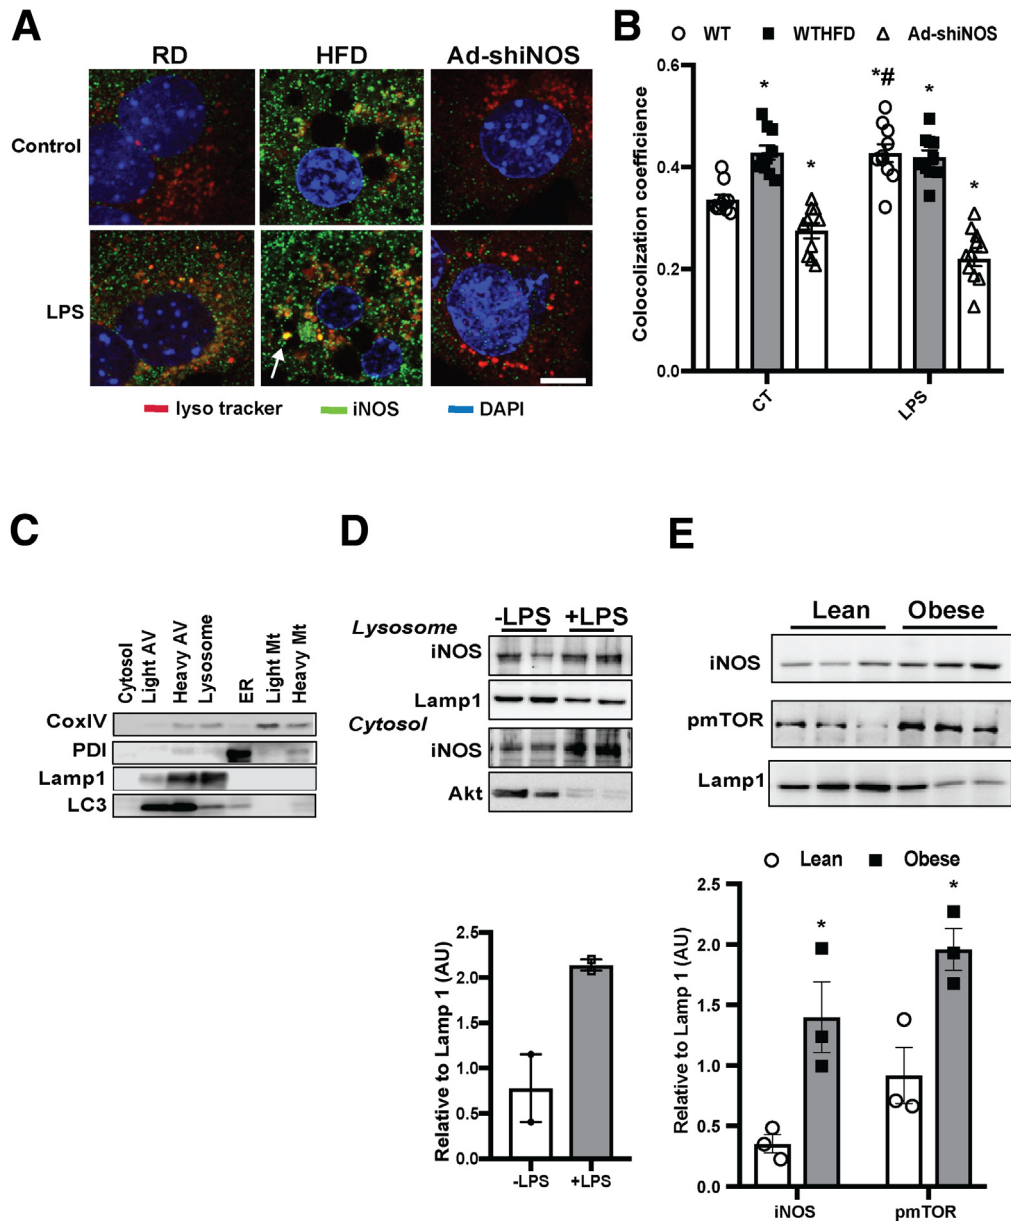 A
RD
HFD
Ad-shiNOS
Control
LPS
lyso tracker
iNOS
DAPI
B
WT
WTHFD
Ad-shiNOS
Colocolization coefficience
0.6
0.4
0.2
0.0
*
*
*#
*
*
CT
LPS
C
Cytosol
Light AV
Heavy AV
Lysosome
ER
Light Mt
Heavy Mt
CoxIV
PDI
Lamp1
LC3
D
-LPS
+LPS
Lysosome
iNOS
Lamp1
Cytosol
iNOS
Akt
Relative to Lamp 1 (AU)
2.5
2.0
1.5
1.0
0.5
0.0
-LPS
+LPS
E
Lean
Obese
iNOS
pmTOR
Lamp1
Lean
Obese
Relative to Lamp 1 (AU)
2.5
2.0
1.5
1.0
0.5
0.0
*
*
iNOS
pmTOR